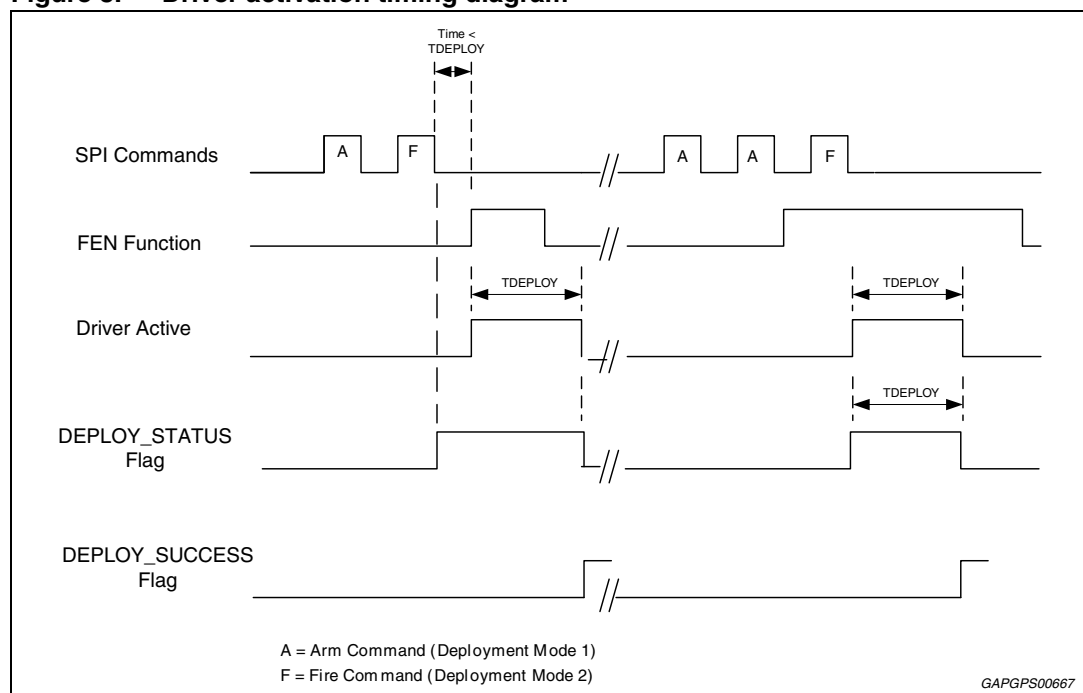 Time <
TDEPLOY
SPI Commands
A F A A F
FEN Function
TDEPLOY TDEPLOY
Driver Active
TDEPLOY
DEPLOY_STATUS
Flag
DEPLOY_SUCCESS
Flag
A = Arm Command (Deployment Mode 1)
F = Fire Command (Deployment Mode 2)
GAPGPS00667